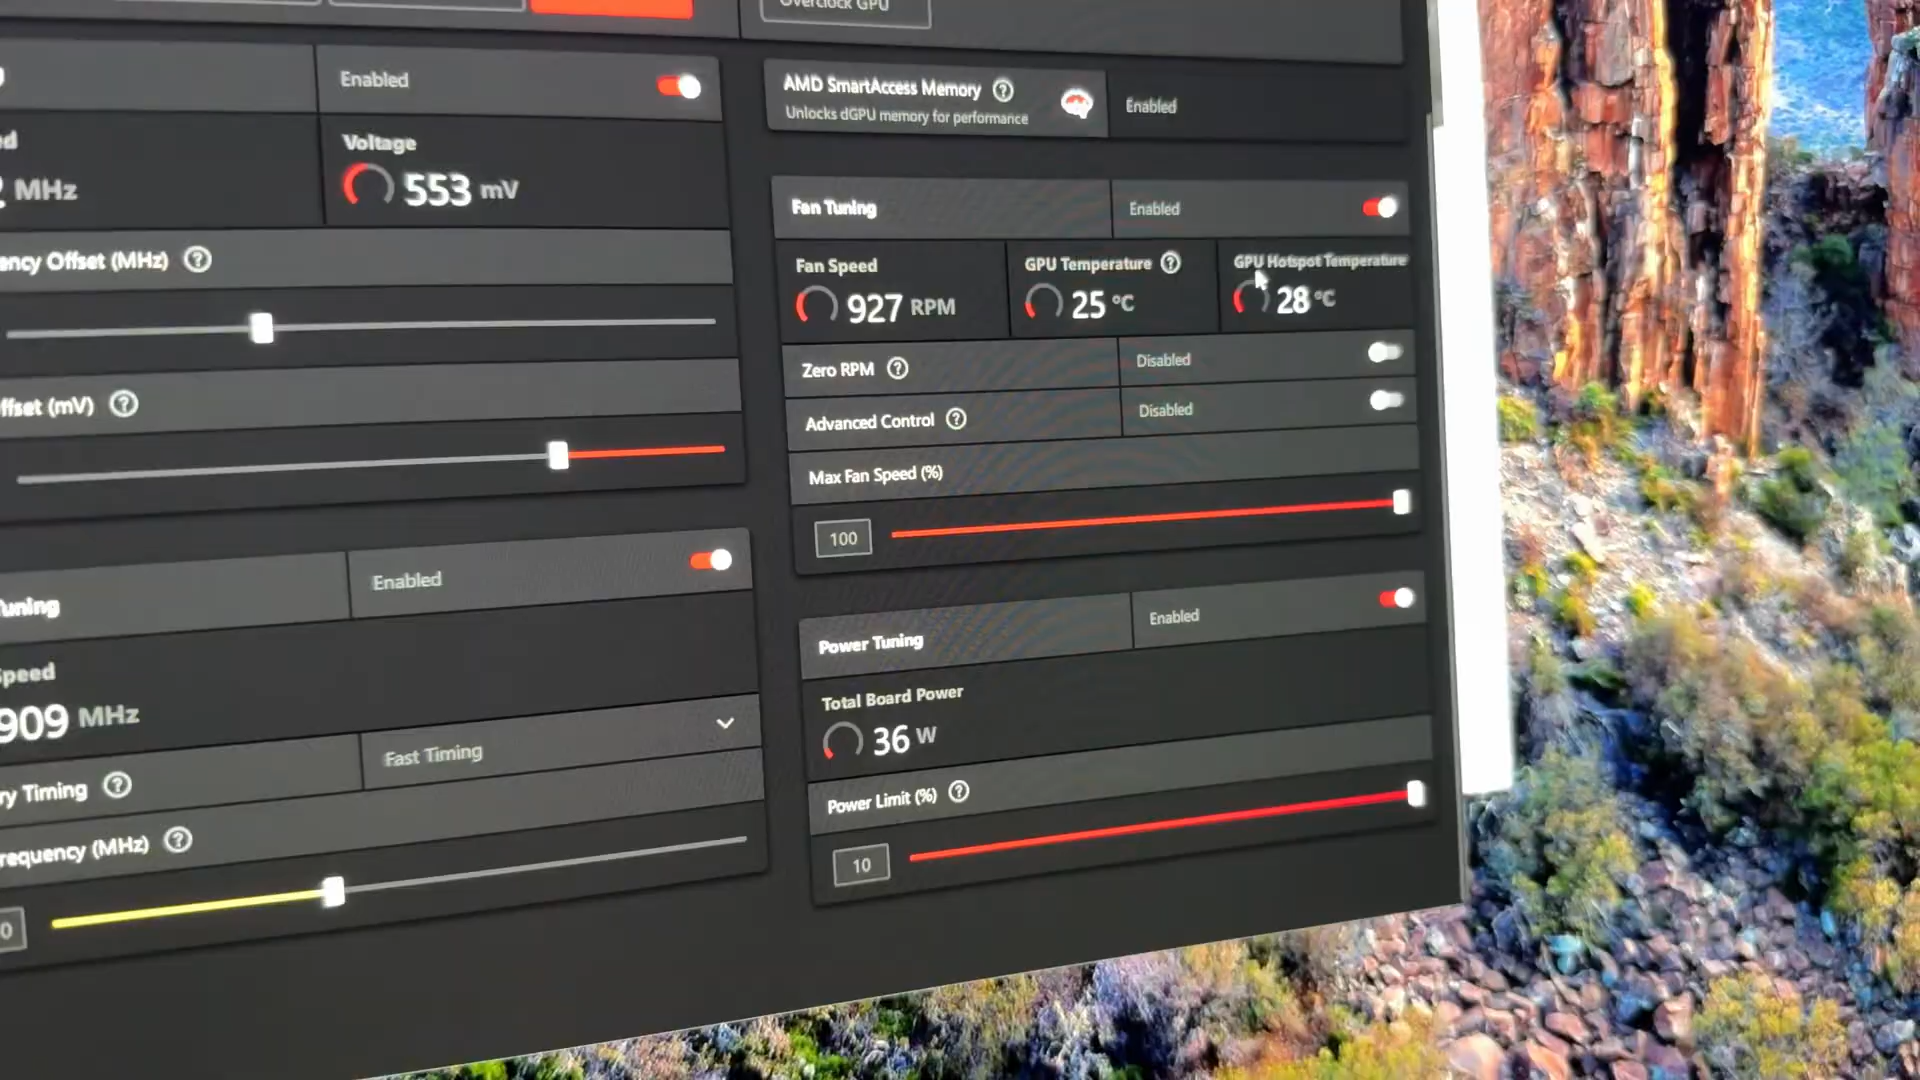 Overclock GPU
Enabled
Voltage
MHz
553 mV
ency Offset (MHz)
ffset (mV)
uning
Enabled
Speed
909 MHz
ry Timing
Fast Timing
requency (MHz)
0
AMD SmartAccess Memory
Unlocks dGPU memory for performance
Enabled
Fan Tuning
Enabled
Fan Speed
927 RPM
GPU Temperature
25 °C
GPU Hotspot Temperature
28 °C
Zero RPM
Disabled
Advanced Control
Disabled
Max Fan Speed (%)
100
Power Tuning
Enabled
Total Board Power
36 W
Power Limit (%)
10